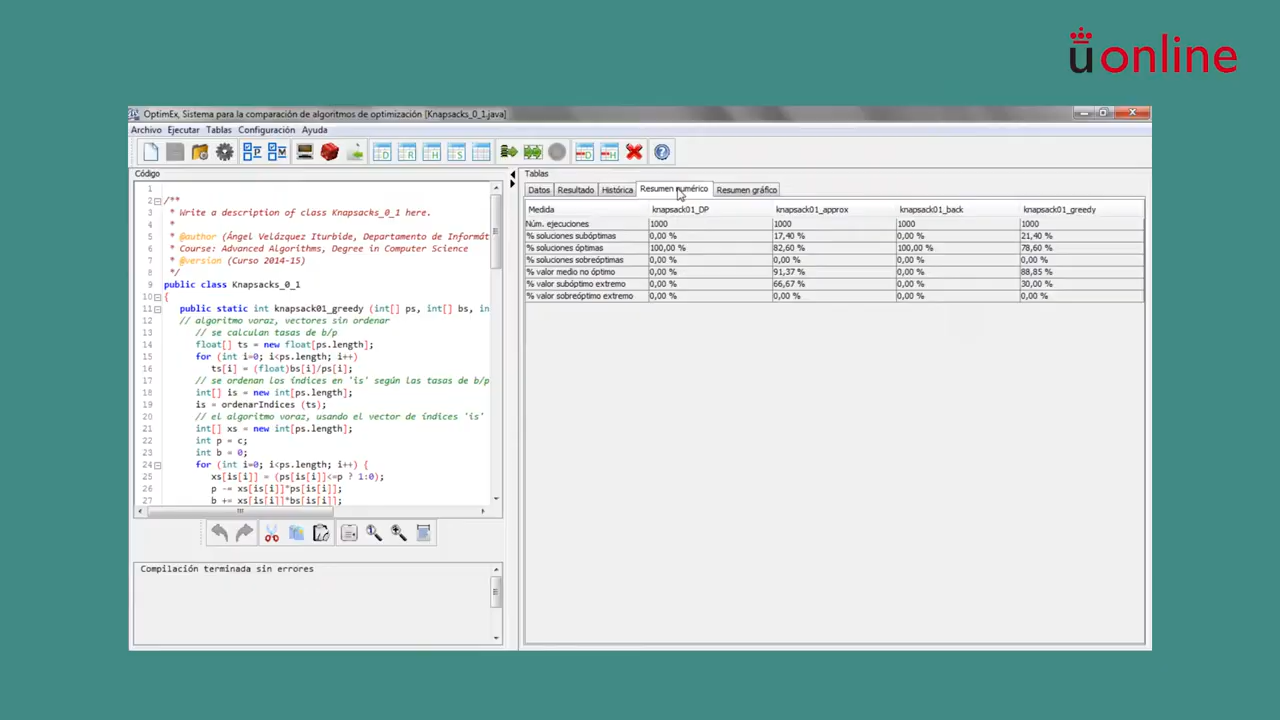 uonline
OptimEx, Sistema para la comparación de algoritmos de optimización [Knapsacks_0_1.java]
Archivo Ejecutar Tablas Configuración Ayuda
Código
1
2 /**
3 * Write a description of class Knapsacks_0_1 here.
4 *
5 * @author (Ángel Velázquez Iturbide, Departamento de Informát
6 * Course: Advanced Algorithms, Degree in Computer Science
7 * @version (Curso 2014-15)
8 */
9 public class Knapsacks_0_1
10 {
11 public static int knapsack01_greedy (int[] ps, int[] bs, in
12 // algoritmo voraz, vectores sin ordenar
13 // se calculan tasas de b/p
14 float[] ts = new float[ps.length];
15 for (int i=0; i<ps.length; i++)
16 ts[i] = (float)bs[i]/ps[i];
17 // se ordenan los índices en 'is' según las tasas de b/p
18 int[] is = new int[ps.length];
19 is = ordenarIndices (ts);
20 // el algoritmo voraz, usando el vector de índices 'is'
21 int[] xs = new int[ps.length];
22 int p = c;
23 int b = 0;
24 for (int i=0; i<ps.length; i++) {
25 xs[is[i]] = (ps[is[i]]<=p ? 1:0);
26 p -= xs[is[i]]*ps[is[i]];
27 b += xs[is[i]]*bs[is[i]];
Compilación terminada sin errores
Tablas
Datos Resultado Histórica Resumen numérico Resumen gráfico
Medida knapsack01_DP knapsack01_approx knapsack01_back knapsack01_greedy
Núm. ejecuciones 1000 1000 1000 1000
% soluciones subóptimas 0,00 % 17,40 % 0,00 % 21,40 %
% soluciones óptimas 100,00 % 82,60 % 100,00 % 78,60 %
% soluciones sobreóptimas 0,00 % 0,00 % 0,00 % 0,00 %
% valor medio no óptimo 0,00 % 91,37 % 0,00 % 88,85 %
% valor subóptimo extremo 0,00 % 66,67 % 0,00 % 30,00 %
% valor sobreóptimo extremo 0,00 % 0,00 % 0,00 % 0,00 %